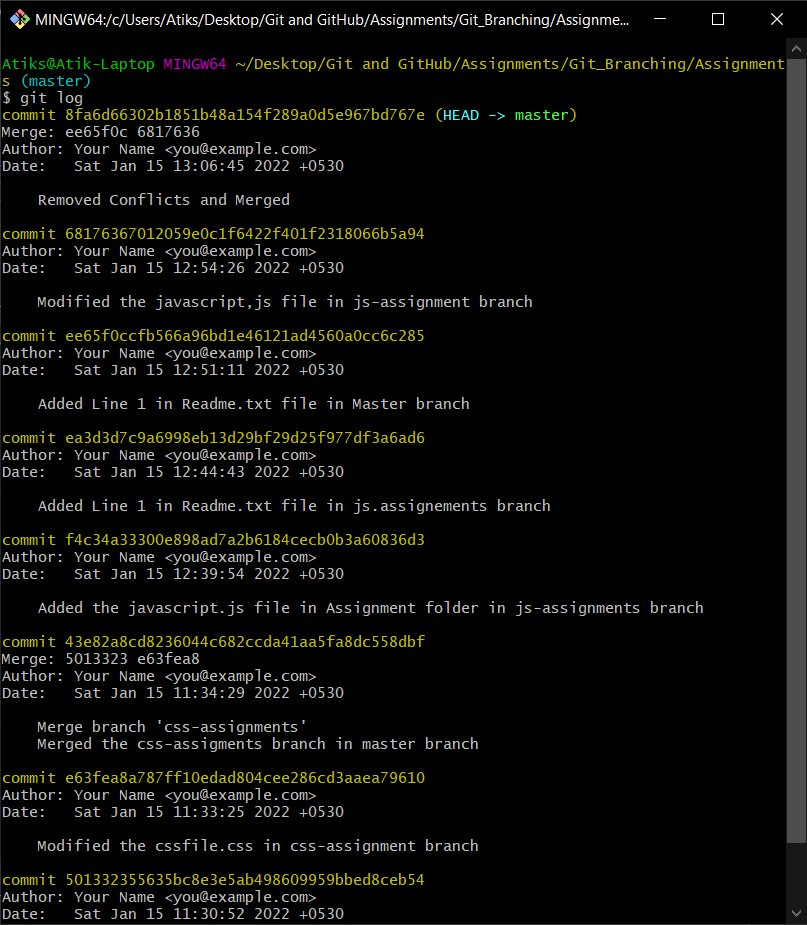 MINGW64:/c/Users/Atiks/Desktop/Git and GitHub/Assignments/Git_Branching/Assignme...
Atiks@Atik-Laptop MINGW64 ~/Desktop/Git and GitHub/Assignments/Git_Branching/Assignment
s (master)
$ git log
commit 8fa6d66302b1851b48a154f289a0d5e967bd767e (HEAD -> master)
Merge: ee65f0c 6817636
Author: Your Name <you@example.com>
Date:   Sat Jan 15 13:06:45 2022 +0530
    Removed Conflicts and Merged
commit 68176367012059e0c1f6422f401f2318066b5a94
Author: Your Name <you@example.com>
Date:   Sat Jan 15 12:54:26 2022 +0530
    Modified the javascript,js file in js-assignment branch
commit ee65f0ccfb566a96bd1e46121ad4560a0cc6c285
Author: Your Name <you@example.com>
Date:   Sat Jan 15 12:51:11 2022 +0530
    Added Line 1 in Readme.txt file in Master branch
commit ea3d3d7c9a6998eb13d29bf29d25f977df3a6ad6
Author: Your Name <you@example.com>
Date:   Sat Jan 15 12:44:43 2022 +0530
    Added Line 1 in Readme.txt file in js.assignements branch
commit f4c34a33300e898ad7a2b6184cecb0b3a60836d3
Author: Your Name <you@example.com>
Date:   Sat Jan 15 12:39:54 2022 +0530
    Added the javascript.js file in Assignment folder in js-assignments branch
commit 43e82a8cd8236044c682ccda41aa5fa8dc558dbf
Merge: 5013323 e63fea8
Author: Your Name <you@example.com>
Date:   Sat Jan 15 11:34:29 2022 +0530
    Merge branch 'css-assignments'
    Merged the css-assigments branch in master branch
commit e63fea8a787ff10edad804cee286cd3aaea79610
Author: Your Name <you@example.com>
Date:   Sat Jan 15 11:33:25 2022 +0530
    Modified the cssfile.css in css-assignment branch
commit 501332355635bc8e3e5ab498609959bbed8ceb54
Author: Your Name <you@example.com>
Date:   Sat Jan 15 11:30:52 2022 +0530